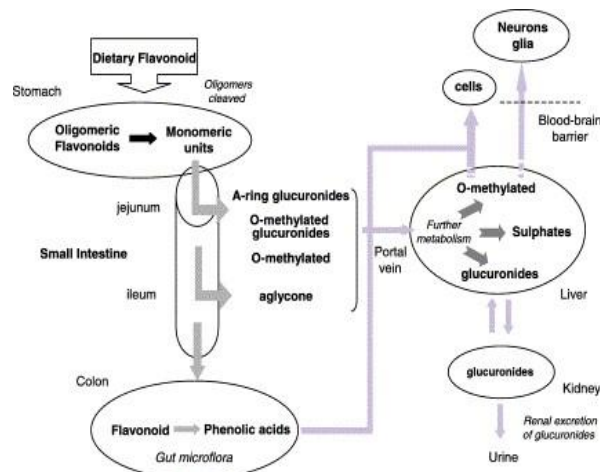 Neurons
glia
Dietary Flavonoid
Stomach
Oligomers
cleaved
cells
Blood-brain
barrier
Oligomeric
Flavonoids
Monomeric
units
jejunum
A-ring glucuronides
O-methylated
glucuronides
O-methylated
Small Intestine
ileum
aglycone
Portal
vein
O-methylated
Further
metabolism
Sulphates
glucuronides
Liver
Colon
glucuronides
Kidney
Flavonoid
Phenolic acids
Gut microflora
Renal excretion
of glucuronides
Urine